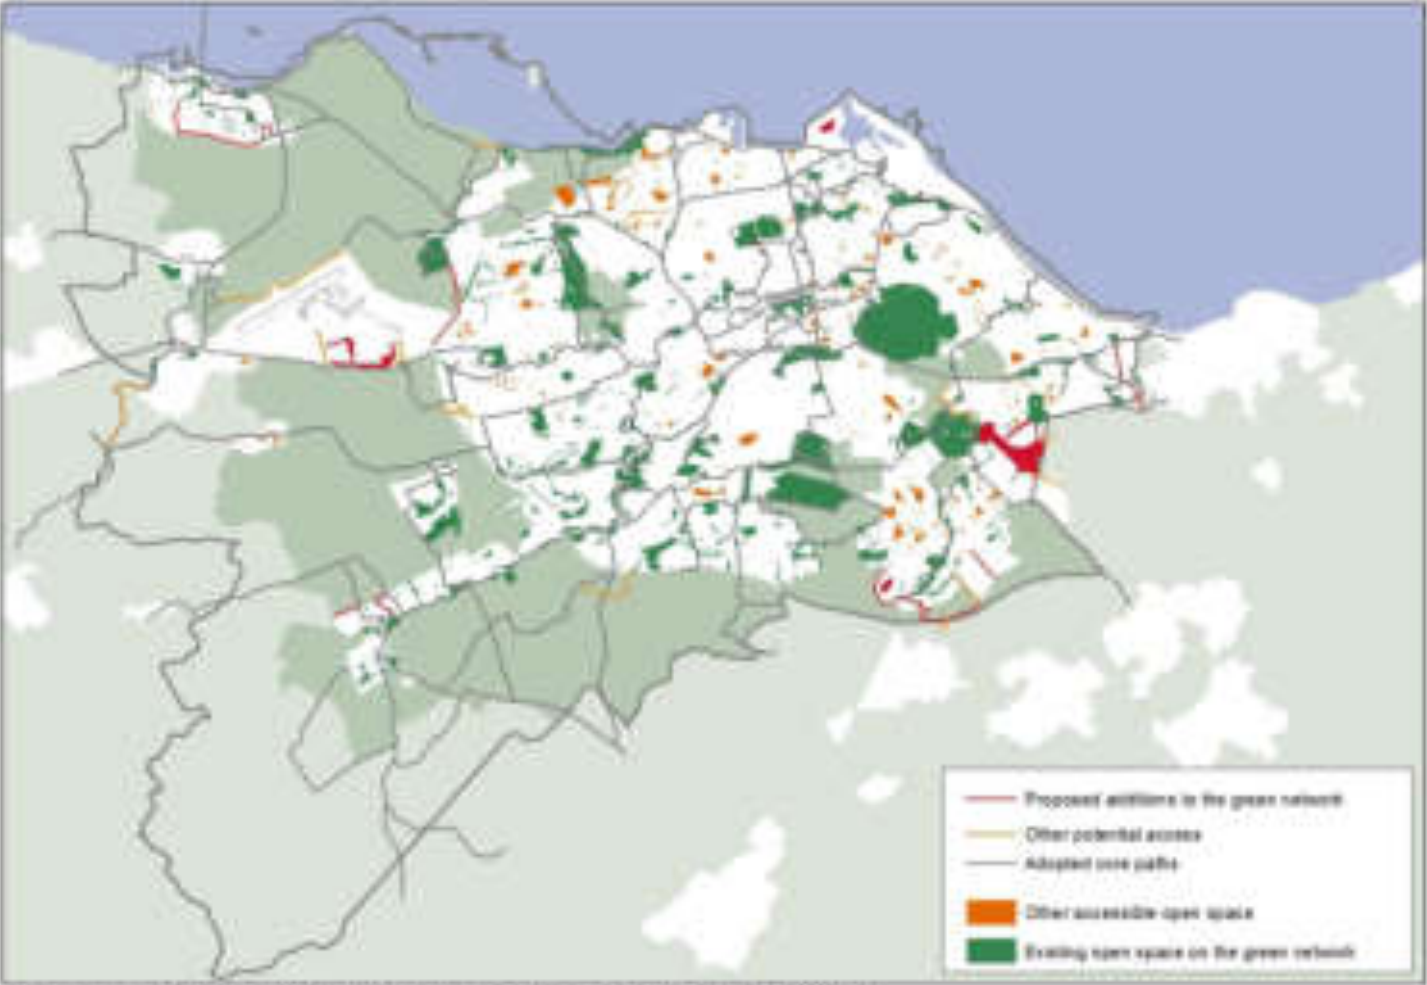 Proposed additions to the green network
Other potential access
Adopted core paths
Other accessible open space
Existing open space on the green network